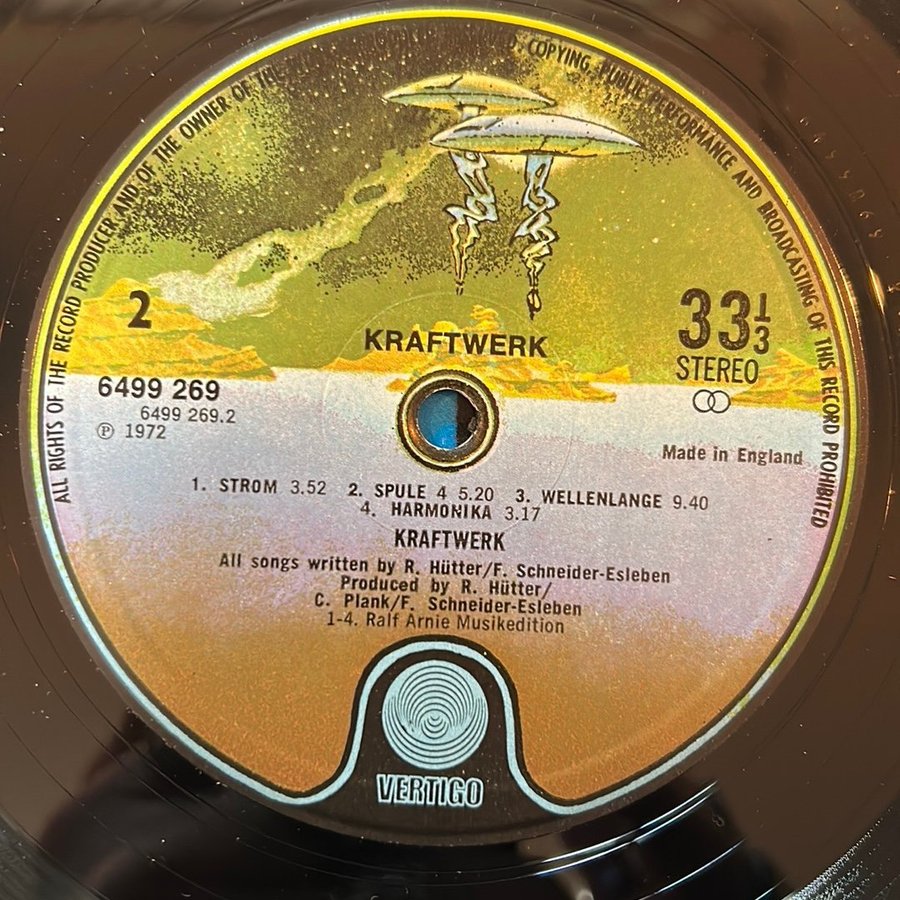 ALL RIGHTS OF THE RECORD PRODUCER AND OF THE OWNER OF THE
COPYING, PUBLIC PERFORMANCE AND BROADCASTING OF THIS RECORD PROHIBITED
2
KRAFTWERK
33⅓
STEREO
6499 269
6499 269.2
℗ 1972
Made in England
1. STROM 3.52 2. SPULE 4 5.20 3. WELLENLANGE 9.40
4. HARMONIKA 3.17
KRAFTWERK
All songs written by R. Hütter/F. Schneider-Esleben
Produced by R. Hütter/
C. Plank/F. Schneider-Esleben
1-4. Ralf Arnie Musikedition
VERTIGO